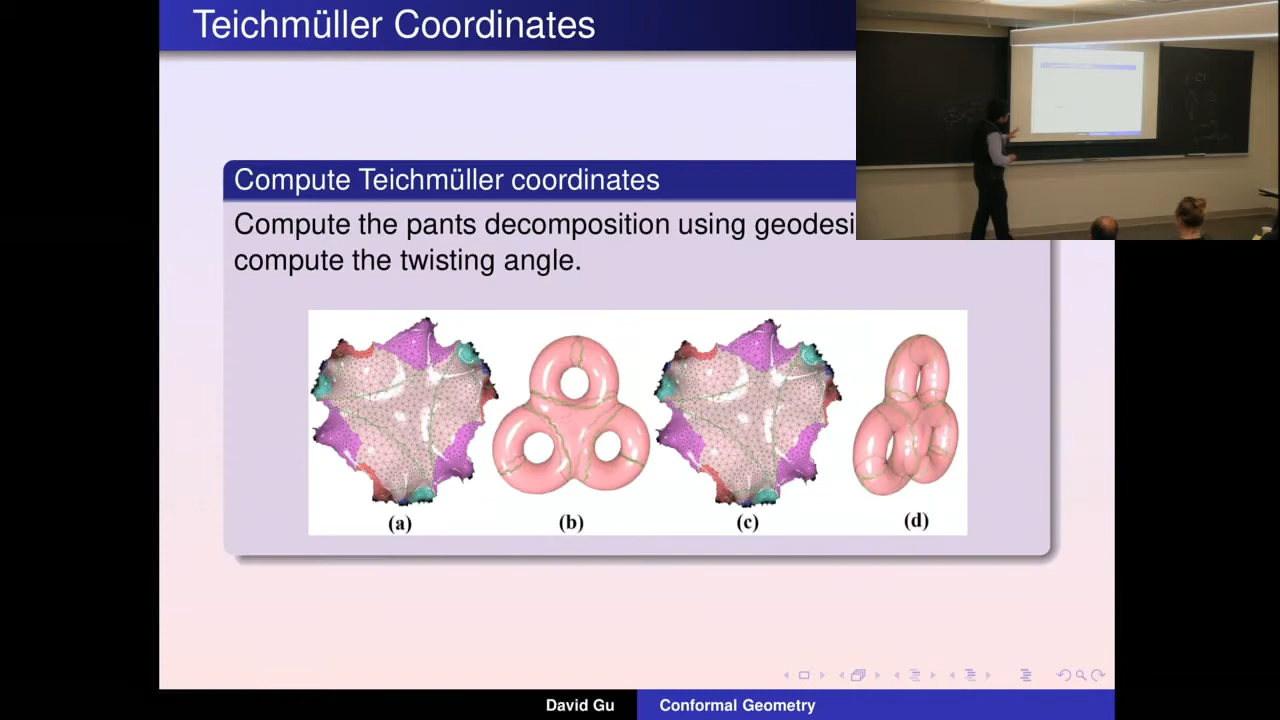 Teichmüller Coordinates
Compute Teichmüller coordinates
Compute the pants decomposition using geodesi
compute the twisting angle.
(a) (b) (c) (d)
David Gu Conformal Geometry